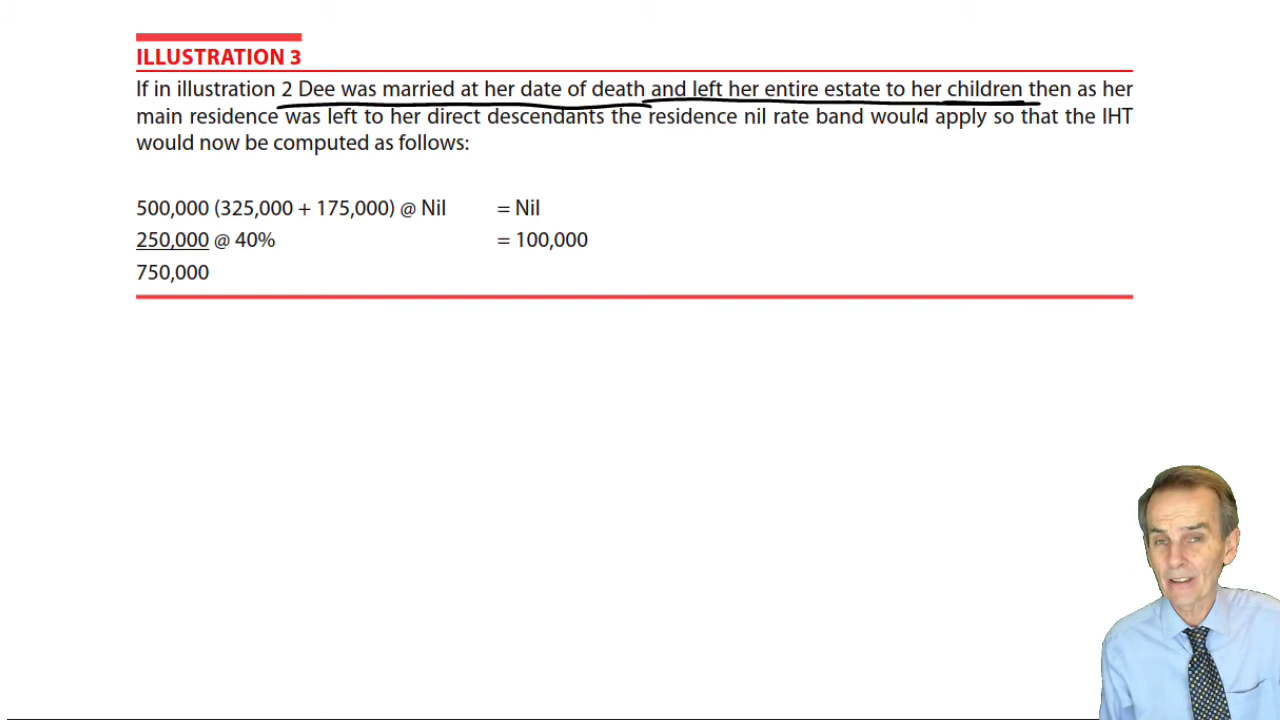 ILLUSTRATION 3
If in illustration 2 Dee was married at her date of death and left her entire estate to her children then as her
main residence was left to her direct descendants the residence nil rate band would apply so that the IHT
would now be computed as follows:
500,000 (325,000 + 175,000) @ Nil = Nil
250,000 @ 40% = 100,000
750,000